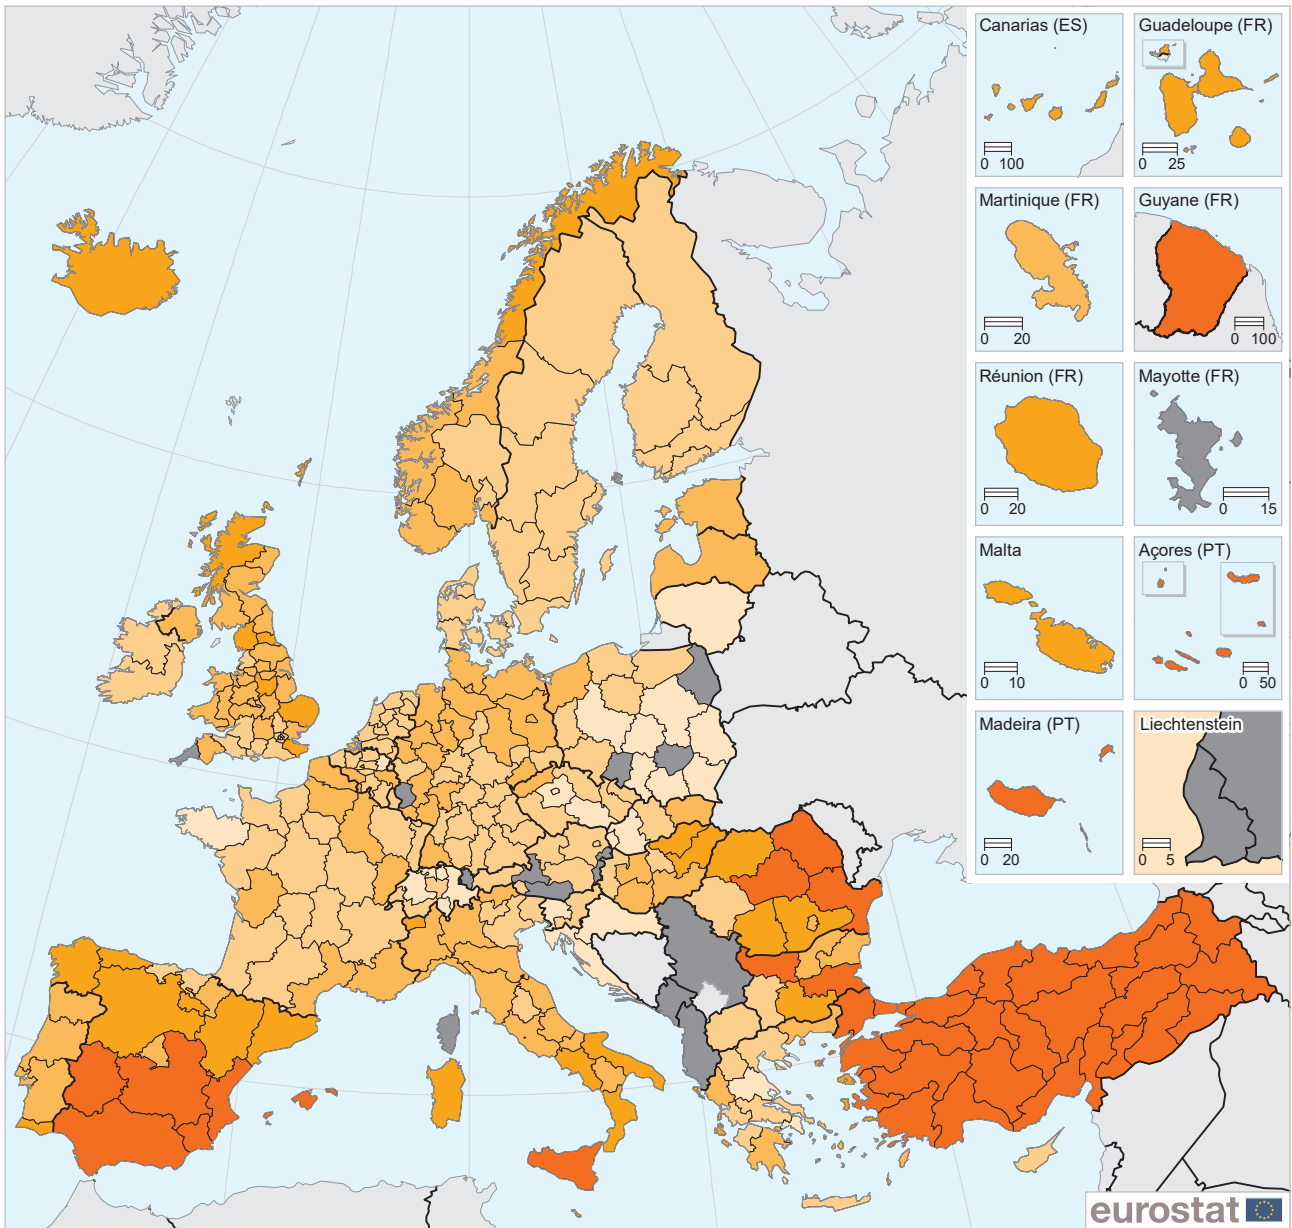 Canarias (ES)
0 100
Guadeloupe (FR)
0 25
Martinique (FR)
0 20
Guyane (FR)
0 100
Réunion (FR)
0 20
Mayotte (FR)
0 15
Malta
0 10
Açores (PT)
0 50
Madeira (PT)
0 20
Liechtenstein
0 5
eurostat